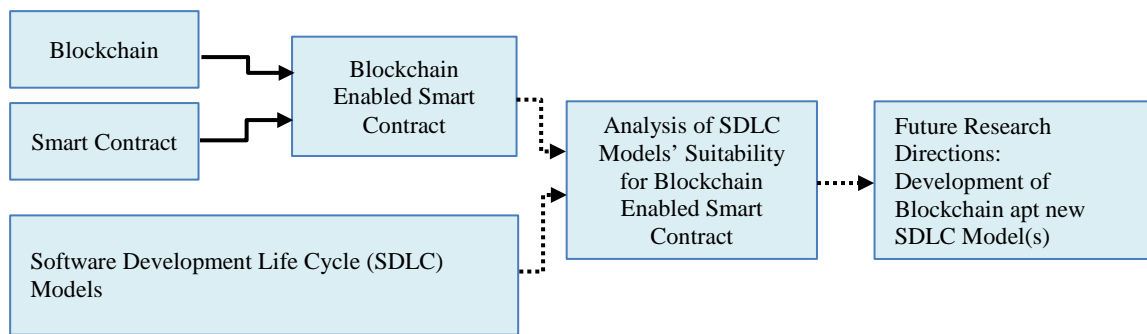 Blockchain
Smart Contract
Blockchain
Enabled Smart
Contract
Software Development Life Cycle (SDLC)
Models
Analysis of SDLC
Models’ Suitability
for Blockchain
Enabled Smart
Contract
Future Research
Directions:
Development of
Blockchain apt new
SDLC Model(s)